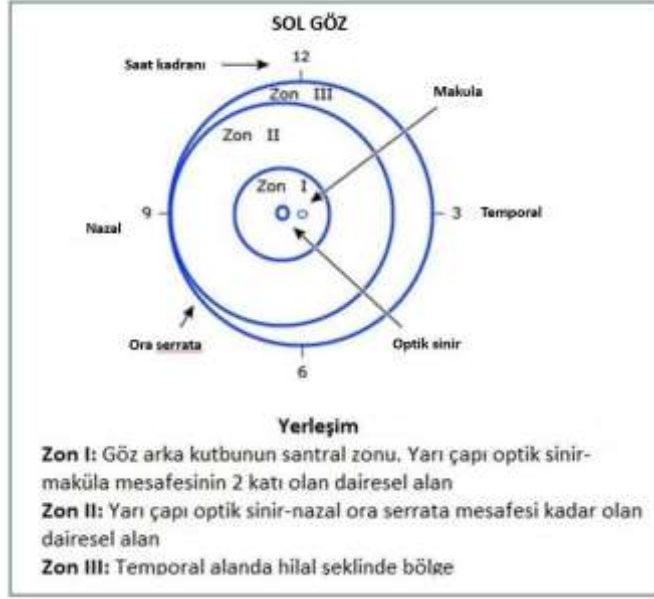 SOL GÖZ
Saat kadranı
12
Zon III
Makula
Zon II
Zon I
9
3
Temporal
Nazal
Ora serrata
Optik sinir
6
Yerleşim
Zon I: Göz arka kutbunun santral zonu. Yarı çapı optik sinir-
maküla mesafesinin 2 katı olan dairesel alan
Zon II: Yarı çapı optik sinir-nazal ora serrata mesafesi kadar olan
dairesel alan
Zon III: Temporal alanda hilal şeklinde bölge